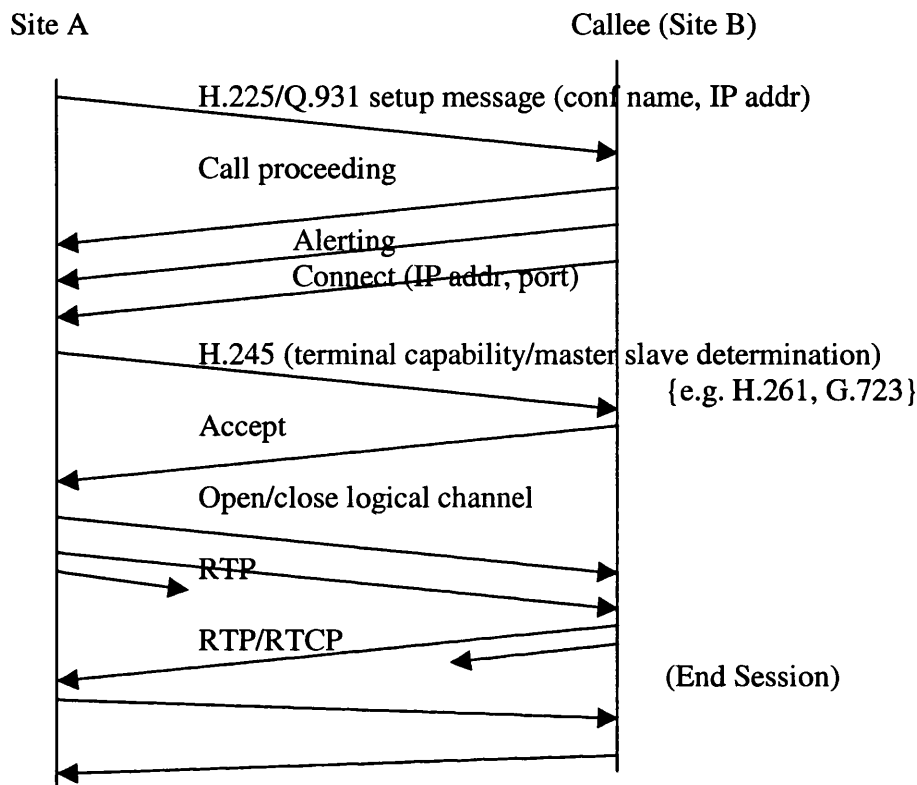 Site A
Callee (Site B)
H.225/Q.931 setup message (conf name, IP addr)
Call proceeding
Alerting
Connect (IP addr, port)
H.245 (terminal capability/master slave determination)
{e.g. H.261, G.723}
Accept
Open/close logical channel
RTP
RTP/RTCP
(End Session)